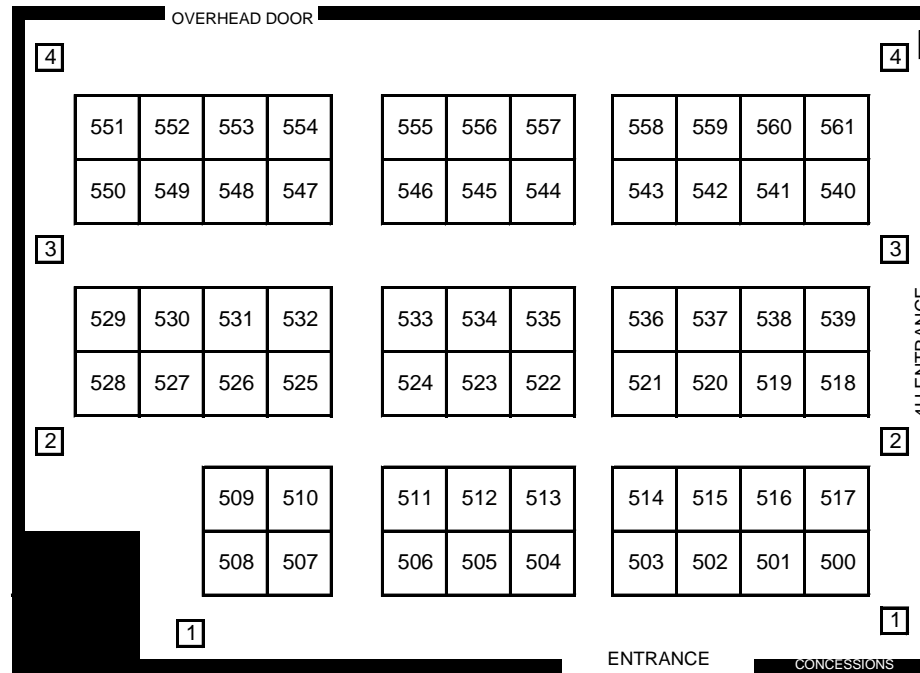 OVERHEAD DOOR
4 4
551 552 553 554 555 556 557 558 559 560 561
550 549 548 547 546 545 544 543 542 541 540
3 3
529 530 531 532 533 534 535 536 537 538 539
528 527 526 525 524 523 522 521 520 519 518
4H ENTRANCE
2 2
509 510 511 512 513 514 515 516 517
508 507 506 505 504 503 502 501 500
1 1
ENTRANCE
CONCESSIONS